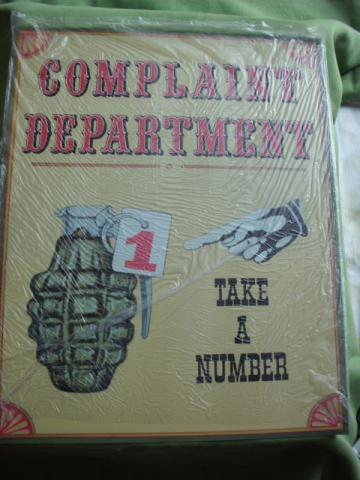 COMPLAINT
DEPARTMENT
1
TAKE
A
NUMBER